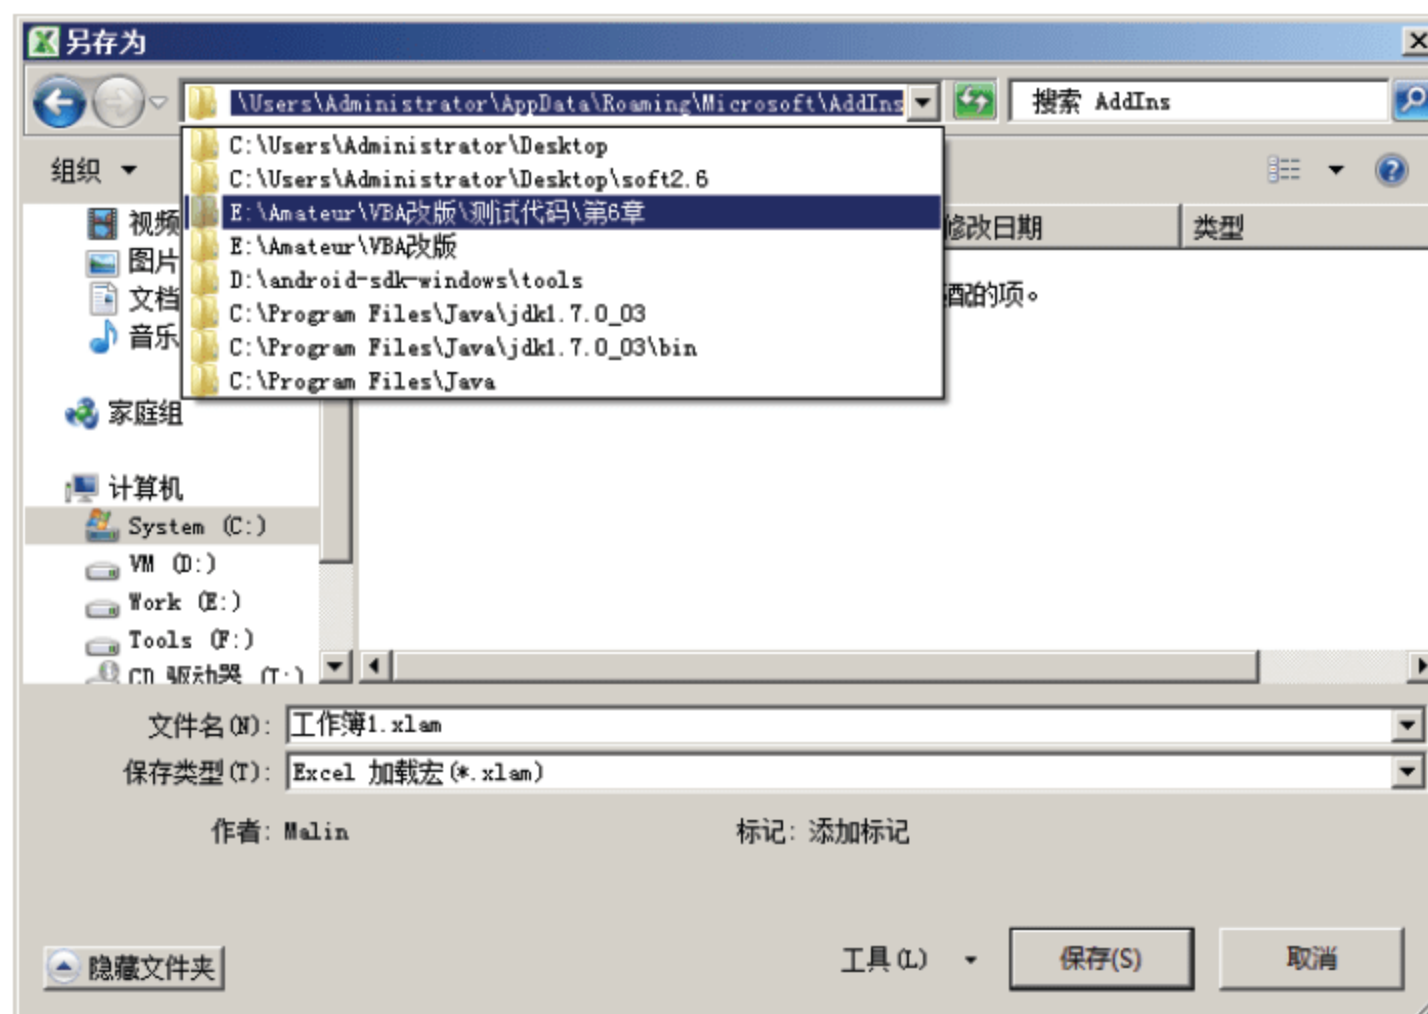 另存为
\Users\Administrator\AppData\Roaming\Microsoft\AddIns
搜索 AddIns
C:\Users\Administrator\Desktop
组织
C:\Users\Administrator\Desktop\soft2.6
视频
E:\Amateur\VBA改版\测试代码\第6章
修改日期
类型
图片
E:\Amateur\VBA改版
文档
D:\android-sdk-windows\tools
配的项。
C:\Program Files\Java\jdk1.7.0_03
音乐
C:\Program Files\Java\jdk1.7.0_03\bin
C:\Program Files\Java
家庭组
计算机
System (C:)
VM (D:)
Work (E:)
Tools (F:)
CD 驱动器
文件名(N): 工作簿1.xlam
保存类型(T): Excel 加载宏(*.xlam)
作者: Malin
标记: 添加标记
隐藏文件夹
工具(L)
保存(S)
取消